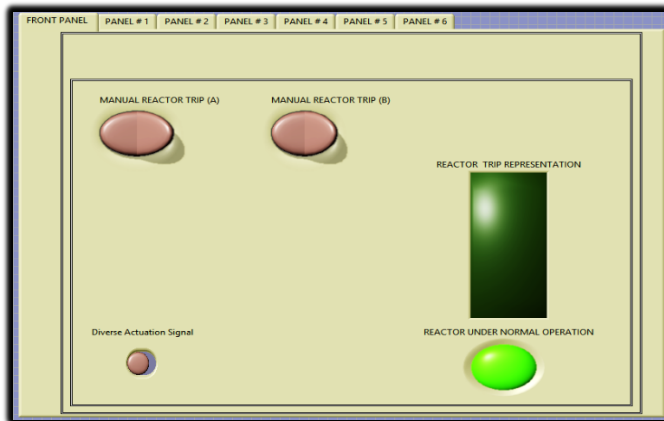 FRONT PANEL PANEL # 1 PANEL # 2 PANEL # 3 PANEL # 4 PANEL # 5 PANEL # 6
MANUAL REACTOR TRIP (A) MANUAL REACTOR TRIP (B)
REACTOR TRIP REPRESENTATION
Diverse Actuation Signal REACTOR UNDER NORMAL OPERATION